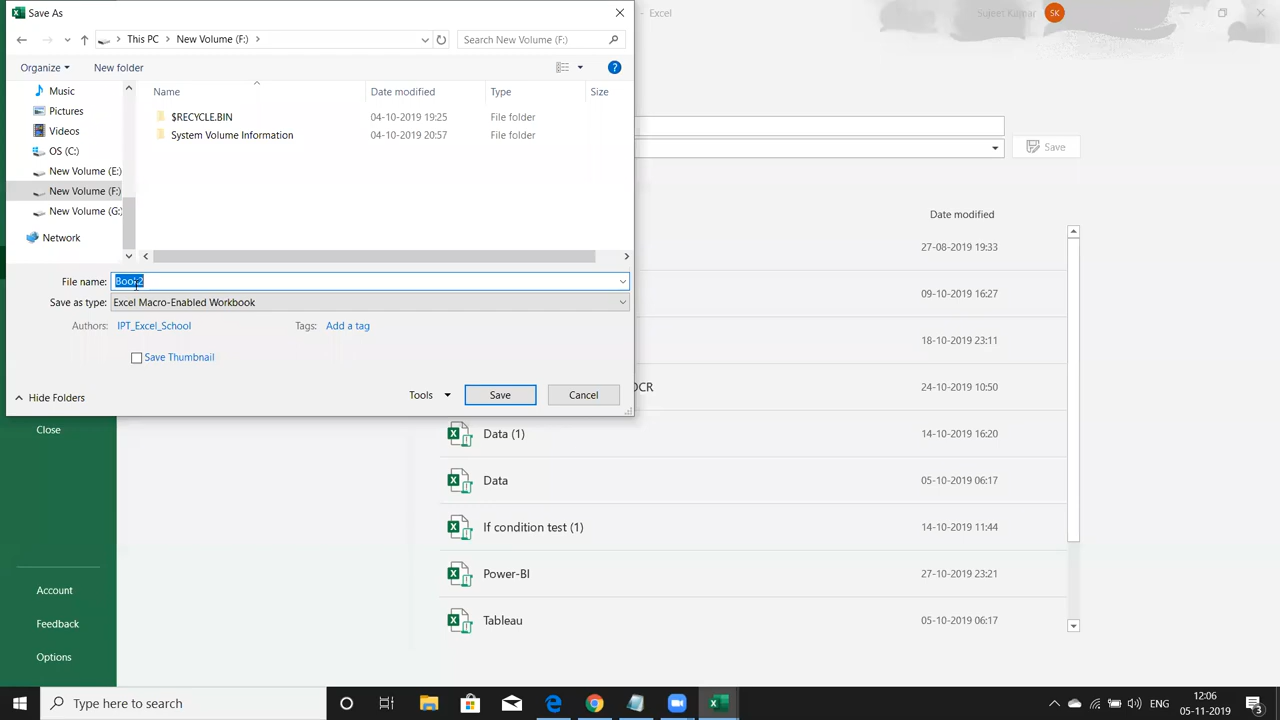 Save As
- Excel
Sujeet Kumar
SK
This PC
New Volume (F:)
Search New Volume (F:)
Organize
New folder
?
Music
Pictures
Videos
OS (C:)
New Volume (E:)
New Volume (F:)
New Volume (G:)
Network
Name
Date modified
Type
Size
$RECYCLE.BIN
04-10-2019 19:25
File folder
System Volume Information
04-10-2019 20:57
File folder
File name:
Book2
Save as type:
Excel Macro-Enabled Workbook
Authors:
IPT_Excel_School
Tags:
Add a tag
Save Thumbnail
Hide Folders
Tools
Save
Cancel
Save
Date modified
27-08-2019 19:33
09-10-2019 16:27
18-10-2019 23:11
24-10-2019 10:50
Data (1)
14-10-2019 16:20
Data
05-10-2019 06:17
If condition test (1)
14-10-2019 11:44
Power-BI
27-10-2019 23:21
Tableau
05-10-2019 06:17
Close
Account
Feedback
Options
Type here to search
ENG
12:06
05-11-2019
3